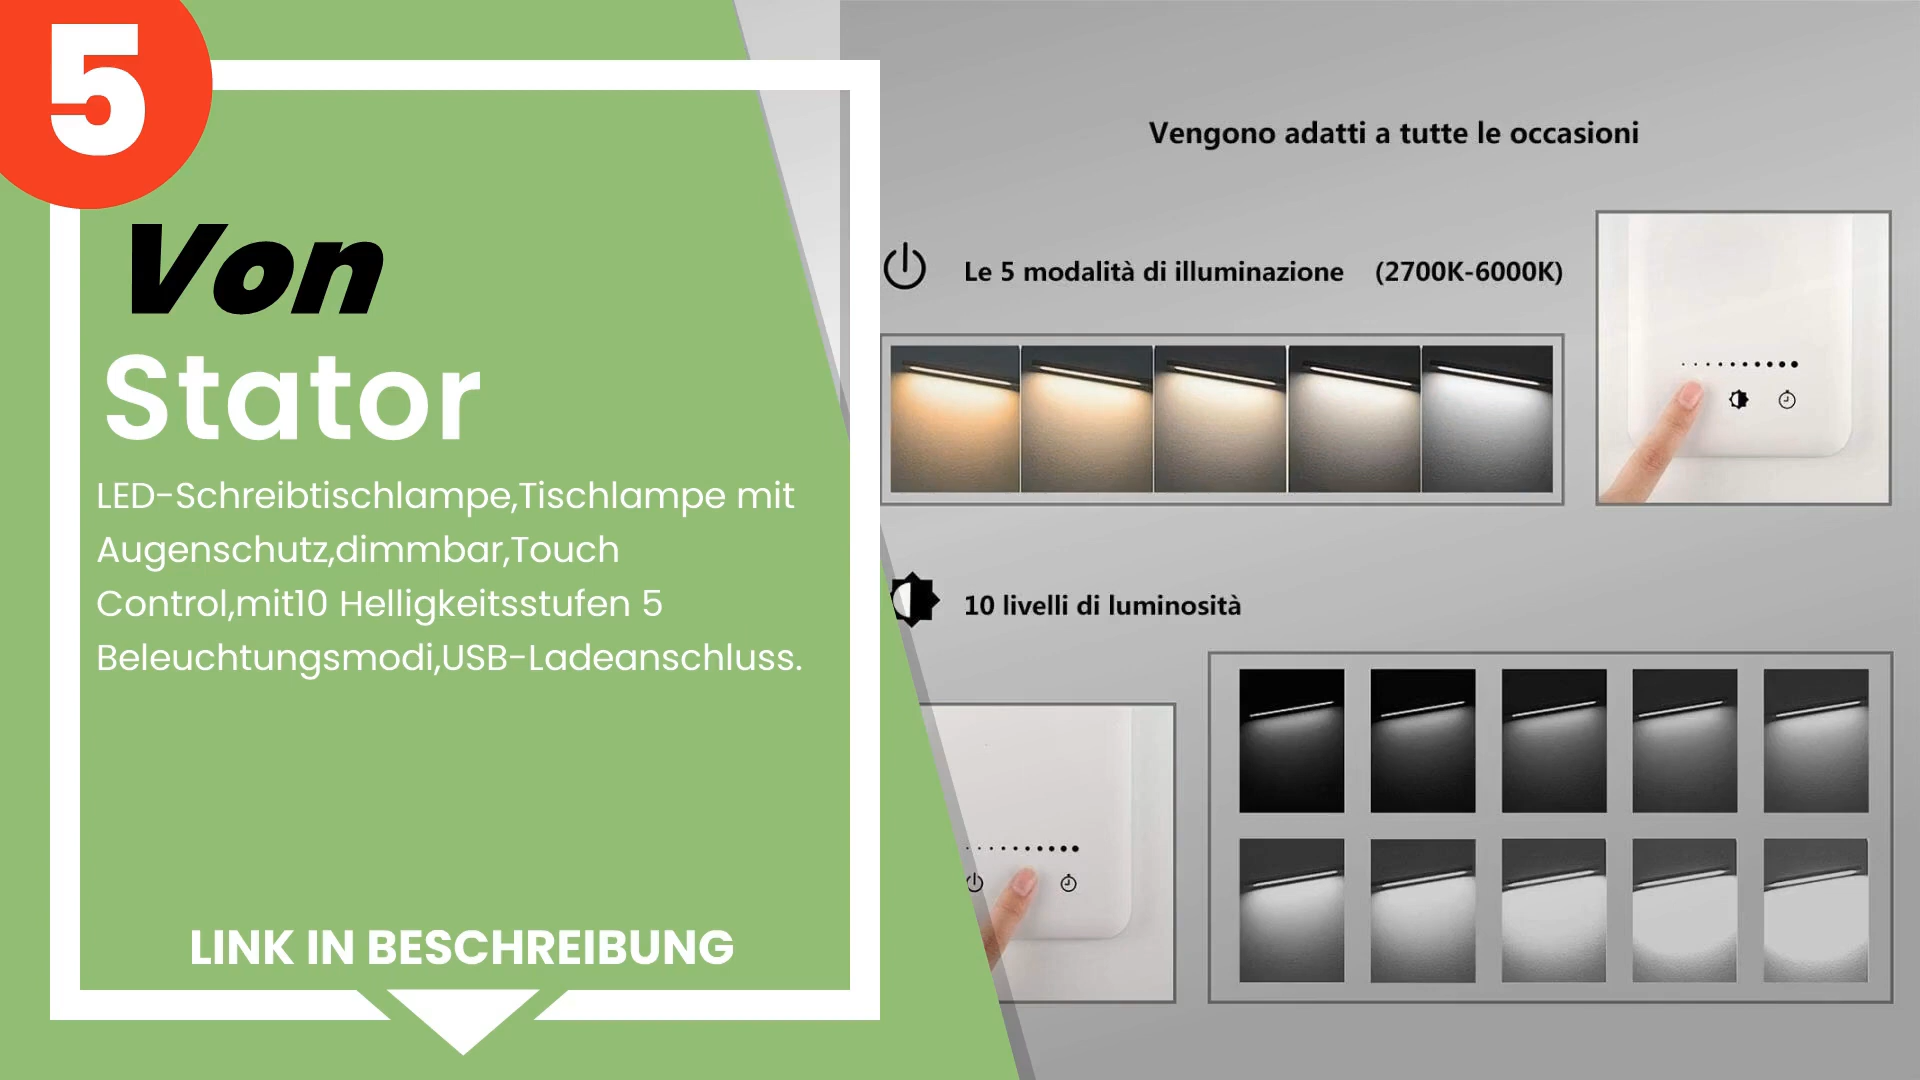 5
Von
Stator
LED-Schreibtischlampe,Tischlampe mit
Augenschutz,dimmbar,Touch
Control,mit10 Helligkeitsstufen 5
Beleuchtungsmodi,USB-Ladeanschluss.
LINK IN BESCHREIBUNG
Vengono adatti a tutte le occasioni
Le 5 modalità di illuminazione (2700K-6000K)
10 livelli di luminosità